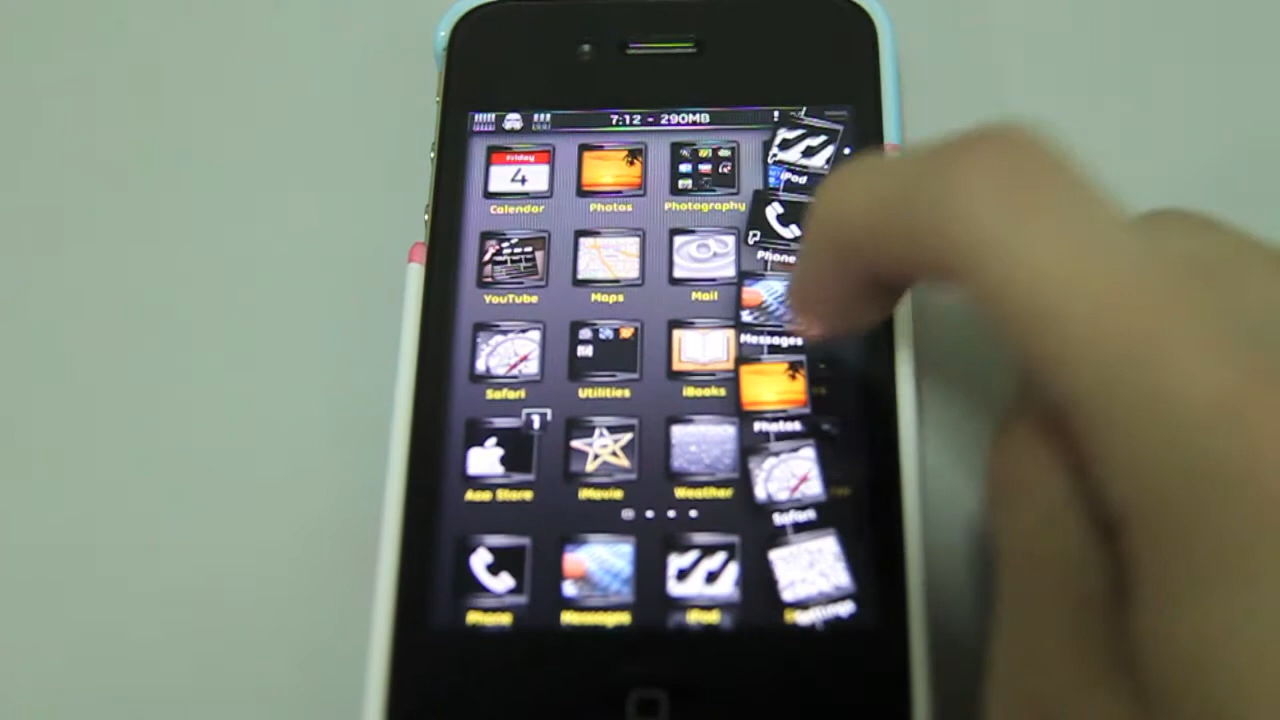 7:12 - 290MB
Friday
4
Calendar
Photos
Photography
iPod
Phone
YouTube
Maps
Mail
Messages
Safari
Utilities
iBooks
Photos
1
App Store
iMovie
Weather
Safari
Phone
Messages
iPod
Settings